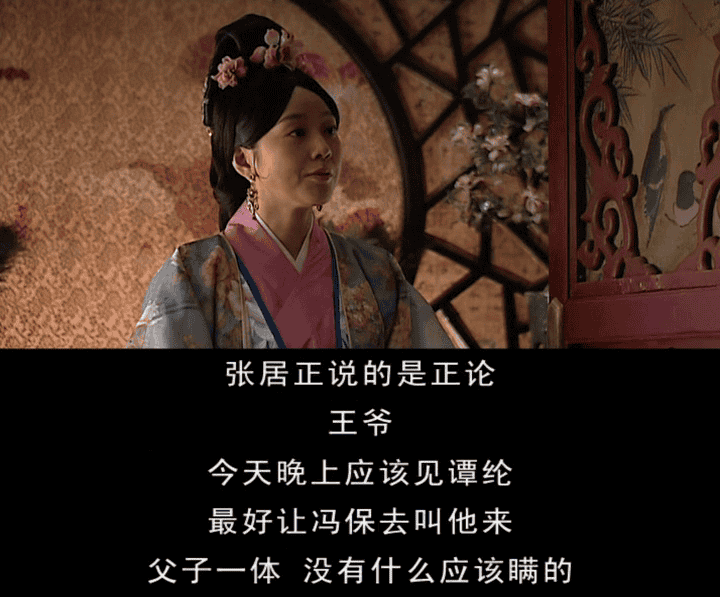 张居正说的是正论
王爷
今天晚上应该见谭纶
最好让冯保去叫他来
父子一体 没有什么应该瞒的